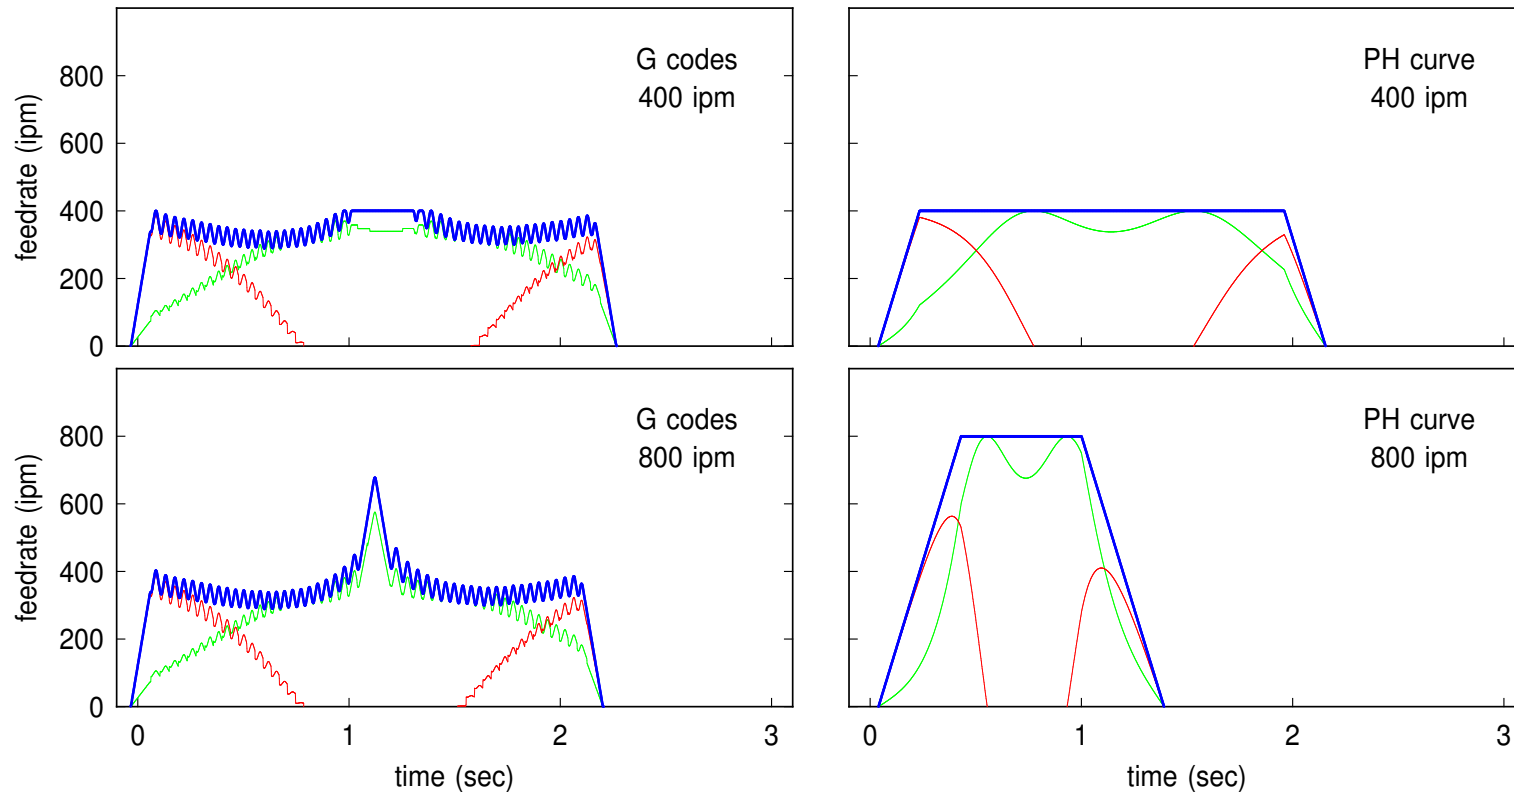 G codes
400 ipm
800
600
400
200
0
feedrate (ipm)
PH curve
400 ipm
G codes
800 ipm
800
600
400
200
0
feedrate (ipm)
0 1 2 3
time (sec)
PH curve
800 ipm
0 1 2 3
time (sec)